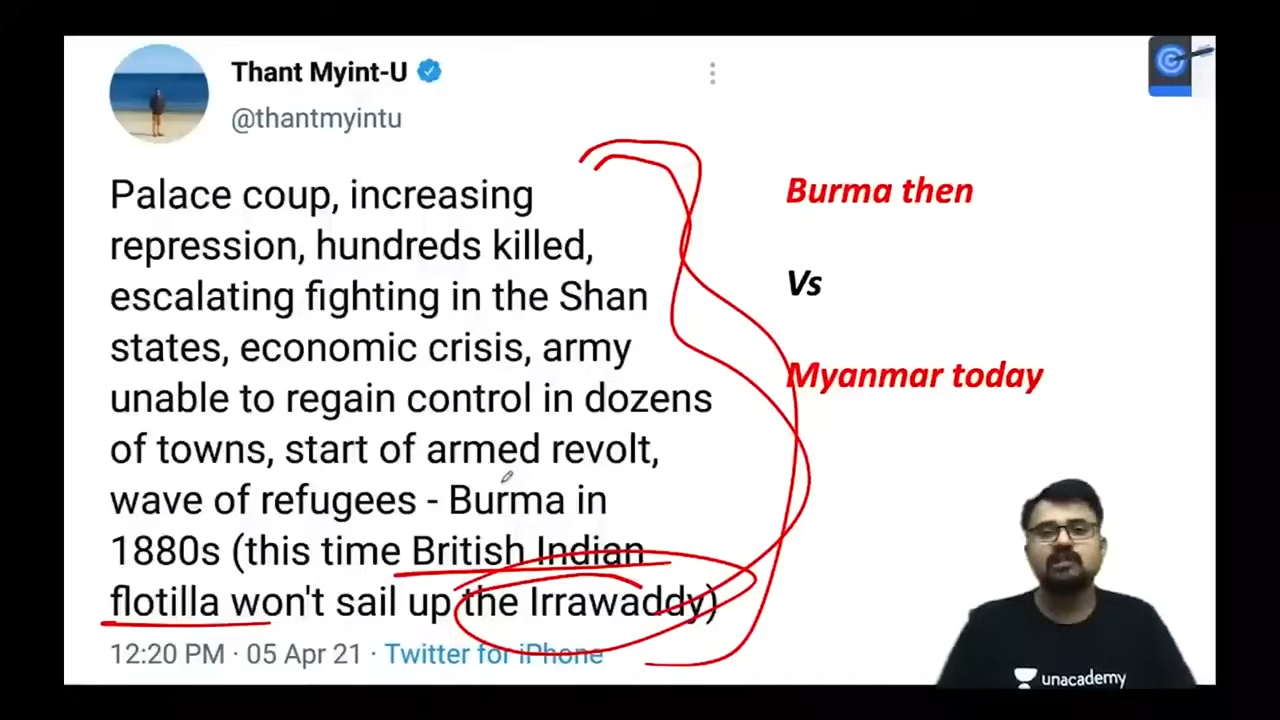 Thant Myint-U
@thantmyintu
Palace coup, increasing
repression, hundreds killed,
escalating fighting in the Shan
states, economic crisis, army
unable to regain control in dozens
of towns, start of armed revolt,
wave of refugees - Burma in
1880s (this time British Indian
flotilla won't sail up the Irrawaddy)
12:20 PM · 05 Apr 21 · Twitter for iPhone
Burma then
Vs
Myanmar today
unacademy